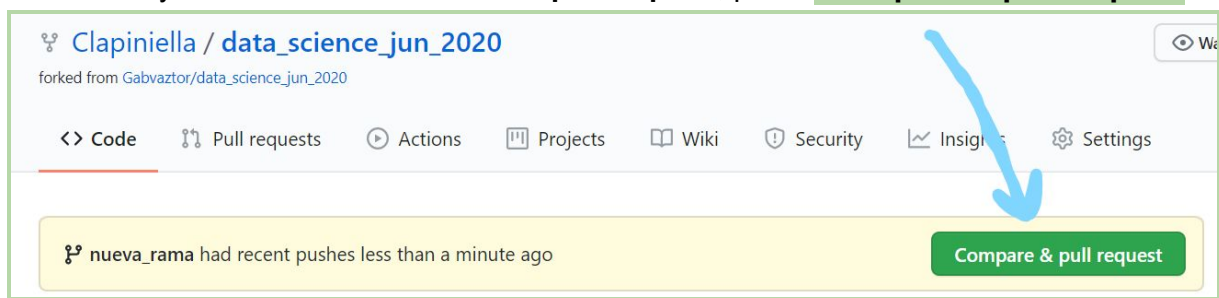 Clapiniella / data_science_jun_2020
forked from Gabvaztor/data_science_jun_2020
Code Pull requests Actions Projects Wiki Security Insights Settings
nueva_rama had recent pushes less than a minute ago Compare & pull request